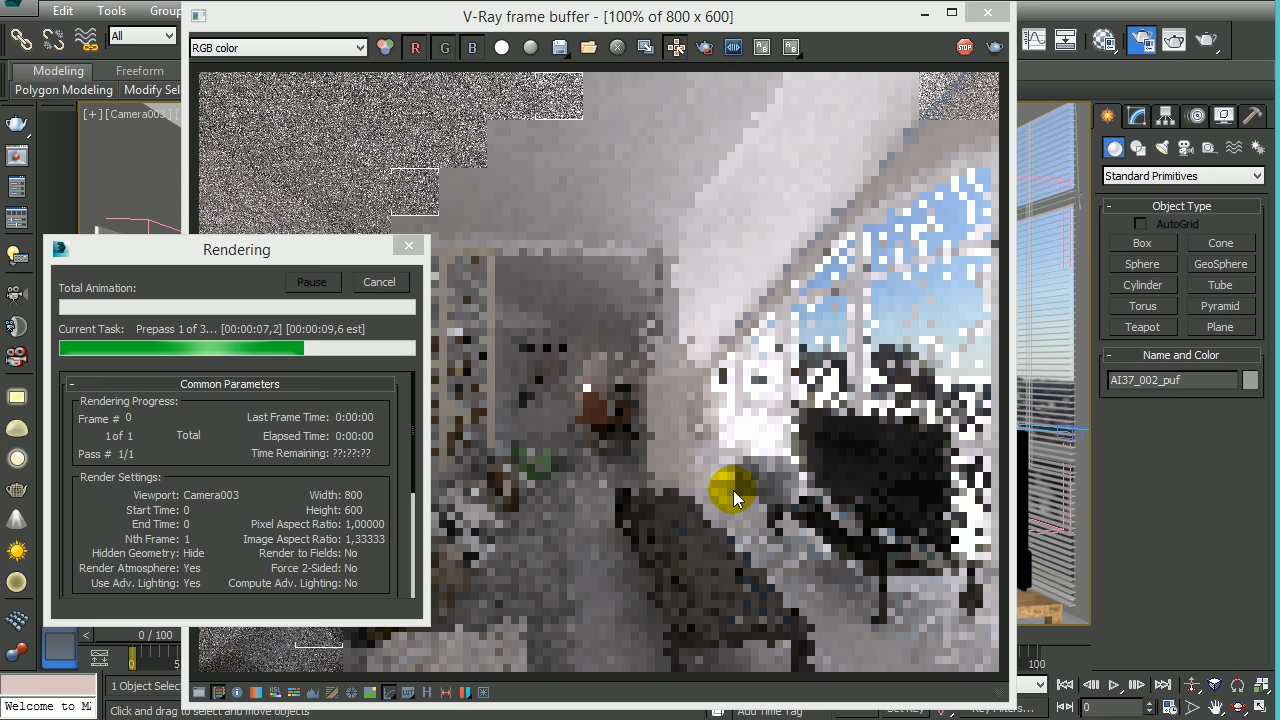 Edit Tools Group
V-Ray frame buffer - [100% of 800 x 600]
All
RGB color
R G B
Modeling Freeform
Polygon Modeling Modify Sel
[+] [Camera003] [
Standard Primitives
Object Type
AutoGrid
Box Cone
Sphere GeoSphere
Cylinder Tube
Torus Pyramid
Teapot Plane
Name and Color
AI37_002_puf
Rendering
Pause Cancel
Total Animation:
Current Task: Prepass 1 of 3... [00:00:07,2] [00:00:09,6 est]
Common Parameters
Rendering Progress:
Frame # 0 Last Frame Time: 0:00:00
1 of 1 Total Elapsed Time: 0:00:00
Pass # 1/1 Time Remaining: ??:??:??
Render Settings:
Viewport: Camera003 Width: 800
Start Time: 0 Height: 600
End Time: 0 Pixel Aspect Ratio: 1,00000
Nth Frame: 1 Image Aspect Ratio: 1,33333
Hidden Geometry: Hide Render to Fields: No
Render Atmosphere: Yes Force 2-Sided: No
Use Adv. Lighting: Yes Compute Adv. Lighting: No
< 0 / 100
0 5 100
1 Object Selec
Welcome to MA
Click and drag to select and move objects
Add Time Tag
Set Key Key Filters...
0